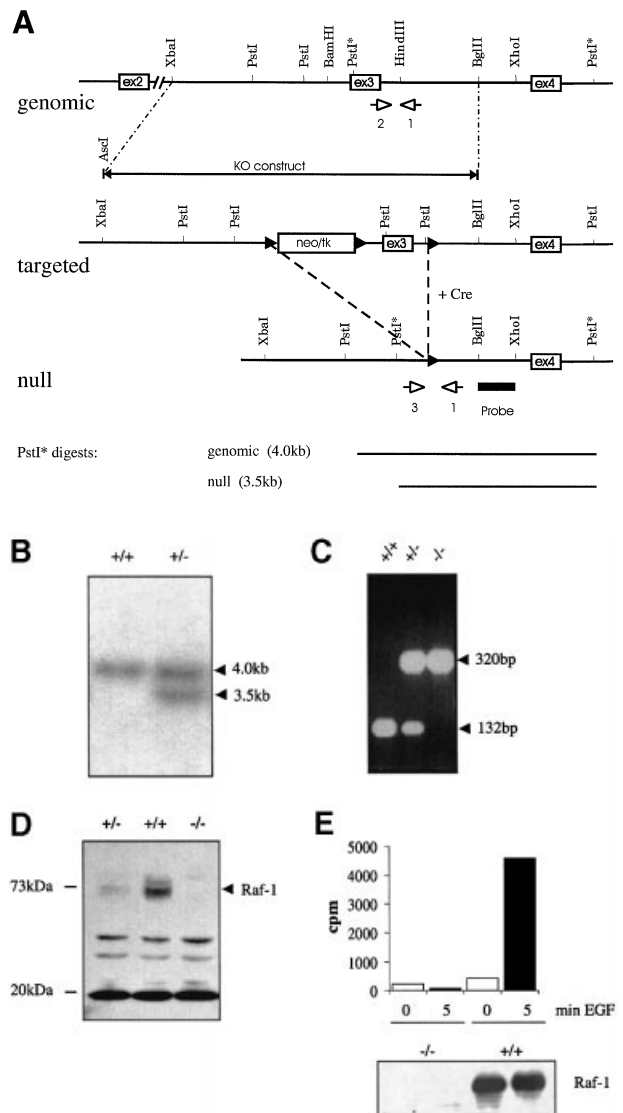 A
XbaI PstI PstI BamHI PstI* HindIII BglII XhoI PstI*
ex2 ex3 ex4
genomic
2 1
AscI
KO construct
XbaI PstI PstI PstI PstI BglII XhoI PstI
neo/tk ex3 ex4
targeted
+ Cre
XbaI PstI PstI* BglII XhoI PstI*
ex4
null
3 1 Probe
PstI* digests: genomic (4.0kb)
null (3.5kb)
B
+/+ +/-
4.0kb
3.5kb
C
+/+ +/- -/-
320bp
132bp
D
+/- +/+ -/-
73kDa Raf-1
20kDa
E
5000
4000
3000
2000
1000
0
cpm
0 5 0 5 min EGF
-/- +/+
Raf-1